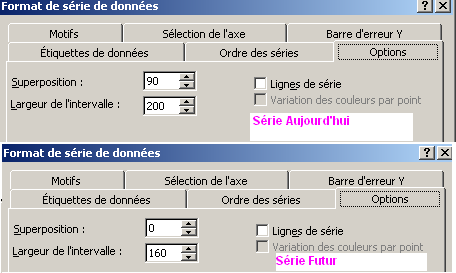 Format de série de données
Motifs Sélection de l'axe Barre d'erreur Y
Étiquettes de données Ordre des séries Options
Superposition : 90 Lignes de série
Largeur de l'intervalle : 200 Variation des couleurs par point
Série Aujourd'hui
Format de série de données
Motifs Sélection de l'axe Barre d'erreur Y
Étiquettes de données Ordre des séries Options
Superposition : 0 Lignes de série
Largeur de l'intervalle : 160 Variation des couleurs par point
Série Futur